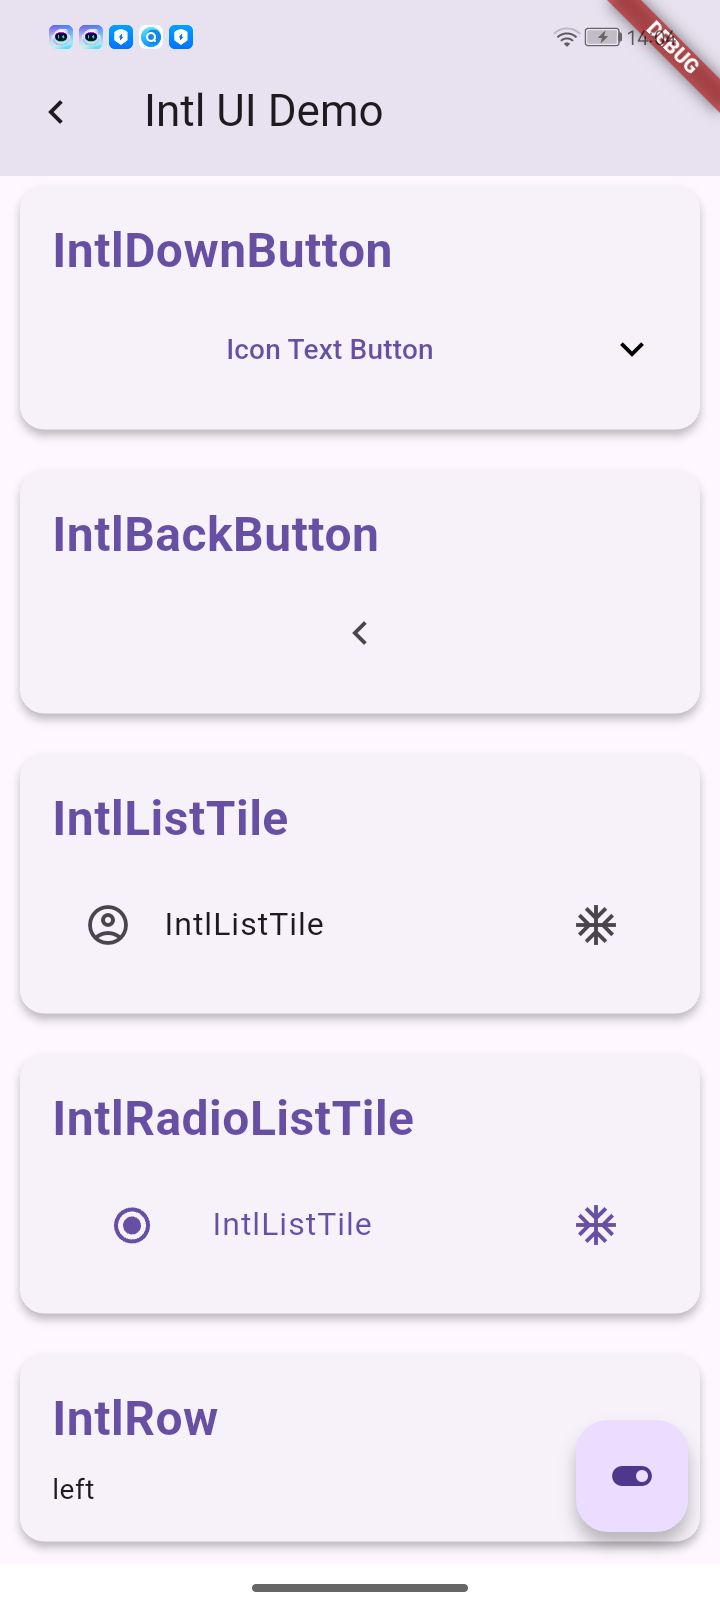 DEBUG
Intl UI Demo
IntlDownButton
Icon Text Button
IntlBackButton
IntlListTile
IntlListTile
IntlRadioListTile
IntlListTile
IntlRow
left